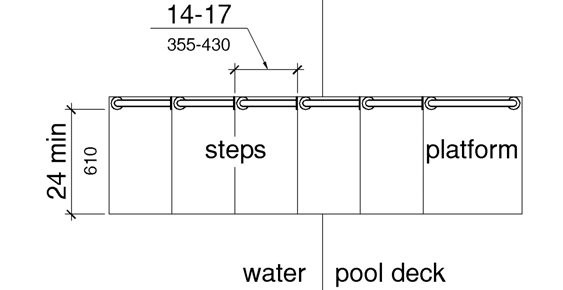 14-17
355-430
24 min
610
steps
platform
water
pool deck